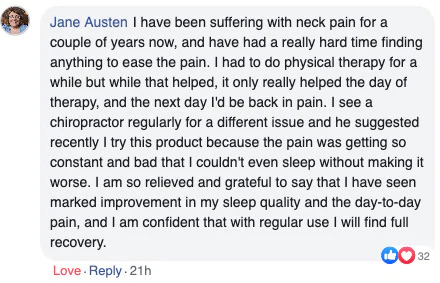 Jane Austen I have been suffering with neck pain for a
couple of years now, and have had a really hard time finding
anything to ease the pain. I had to do physical therapy for a
while but while that helped, it only really helped the day of
therapy, and the next day I'd be back in pain. I see a
chiropractor regularly for a different issue and he suggested
recently I try this product because the pain was getting so
constant and bad that I couldn't even sleep without making it
worse. I am so relieved and grateful to say that I have seen
marked improvement in my sleep quality and the day-to-day
pain, and I am confident that with regular use I will find full
recovery.
32
Love · Reply · 21h